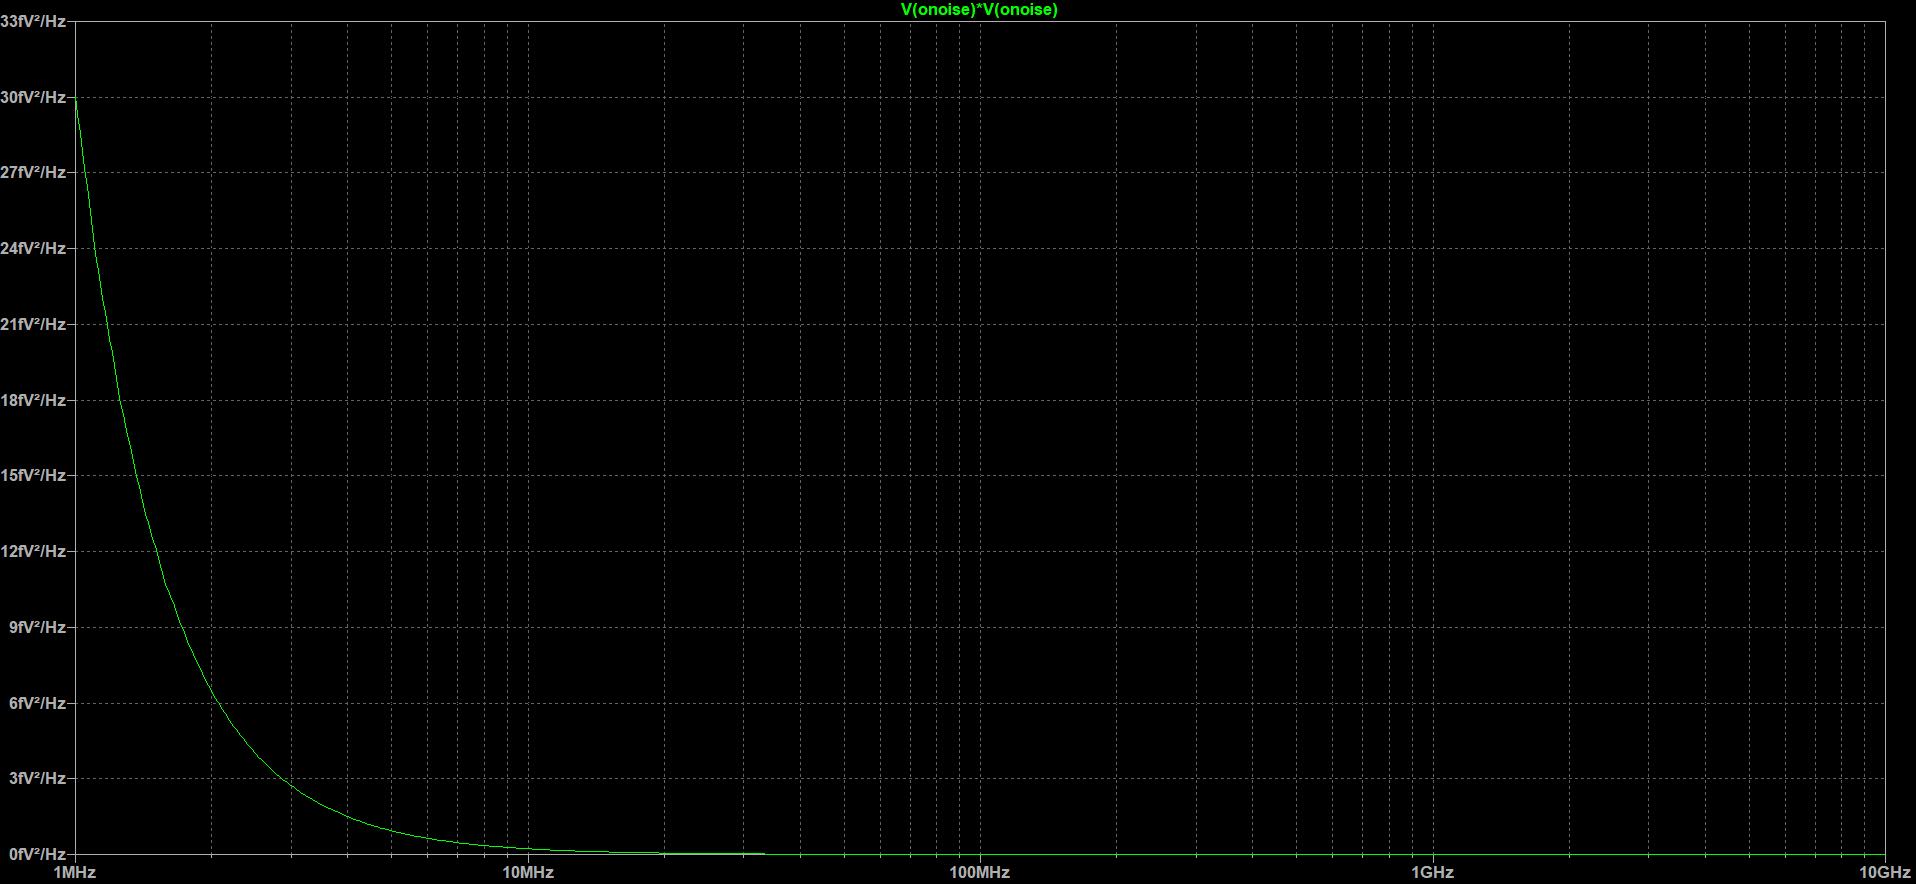 V(onoise)*V(onoise)
33fV²/Hz
30fV²/Hz
27fV²/Hz
24fV²/Hz
21fV²/Hz
18fV²/Hz
15fV²/Hz
12fV²/Hz
9fV²/Hz
6fV²/Hz
3fV²/Hz
0fV²/Hz
1MHz 10MHz 100MHz 1GHz 10GHz